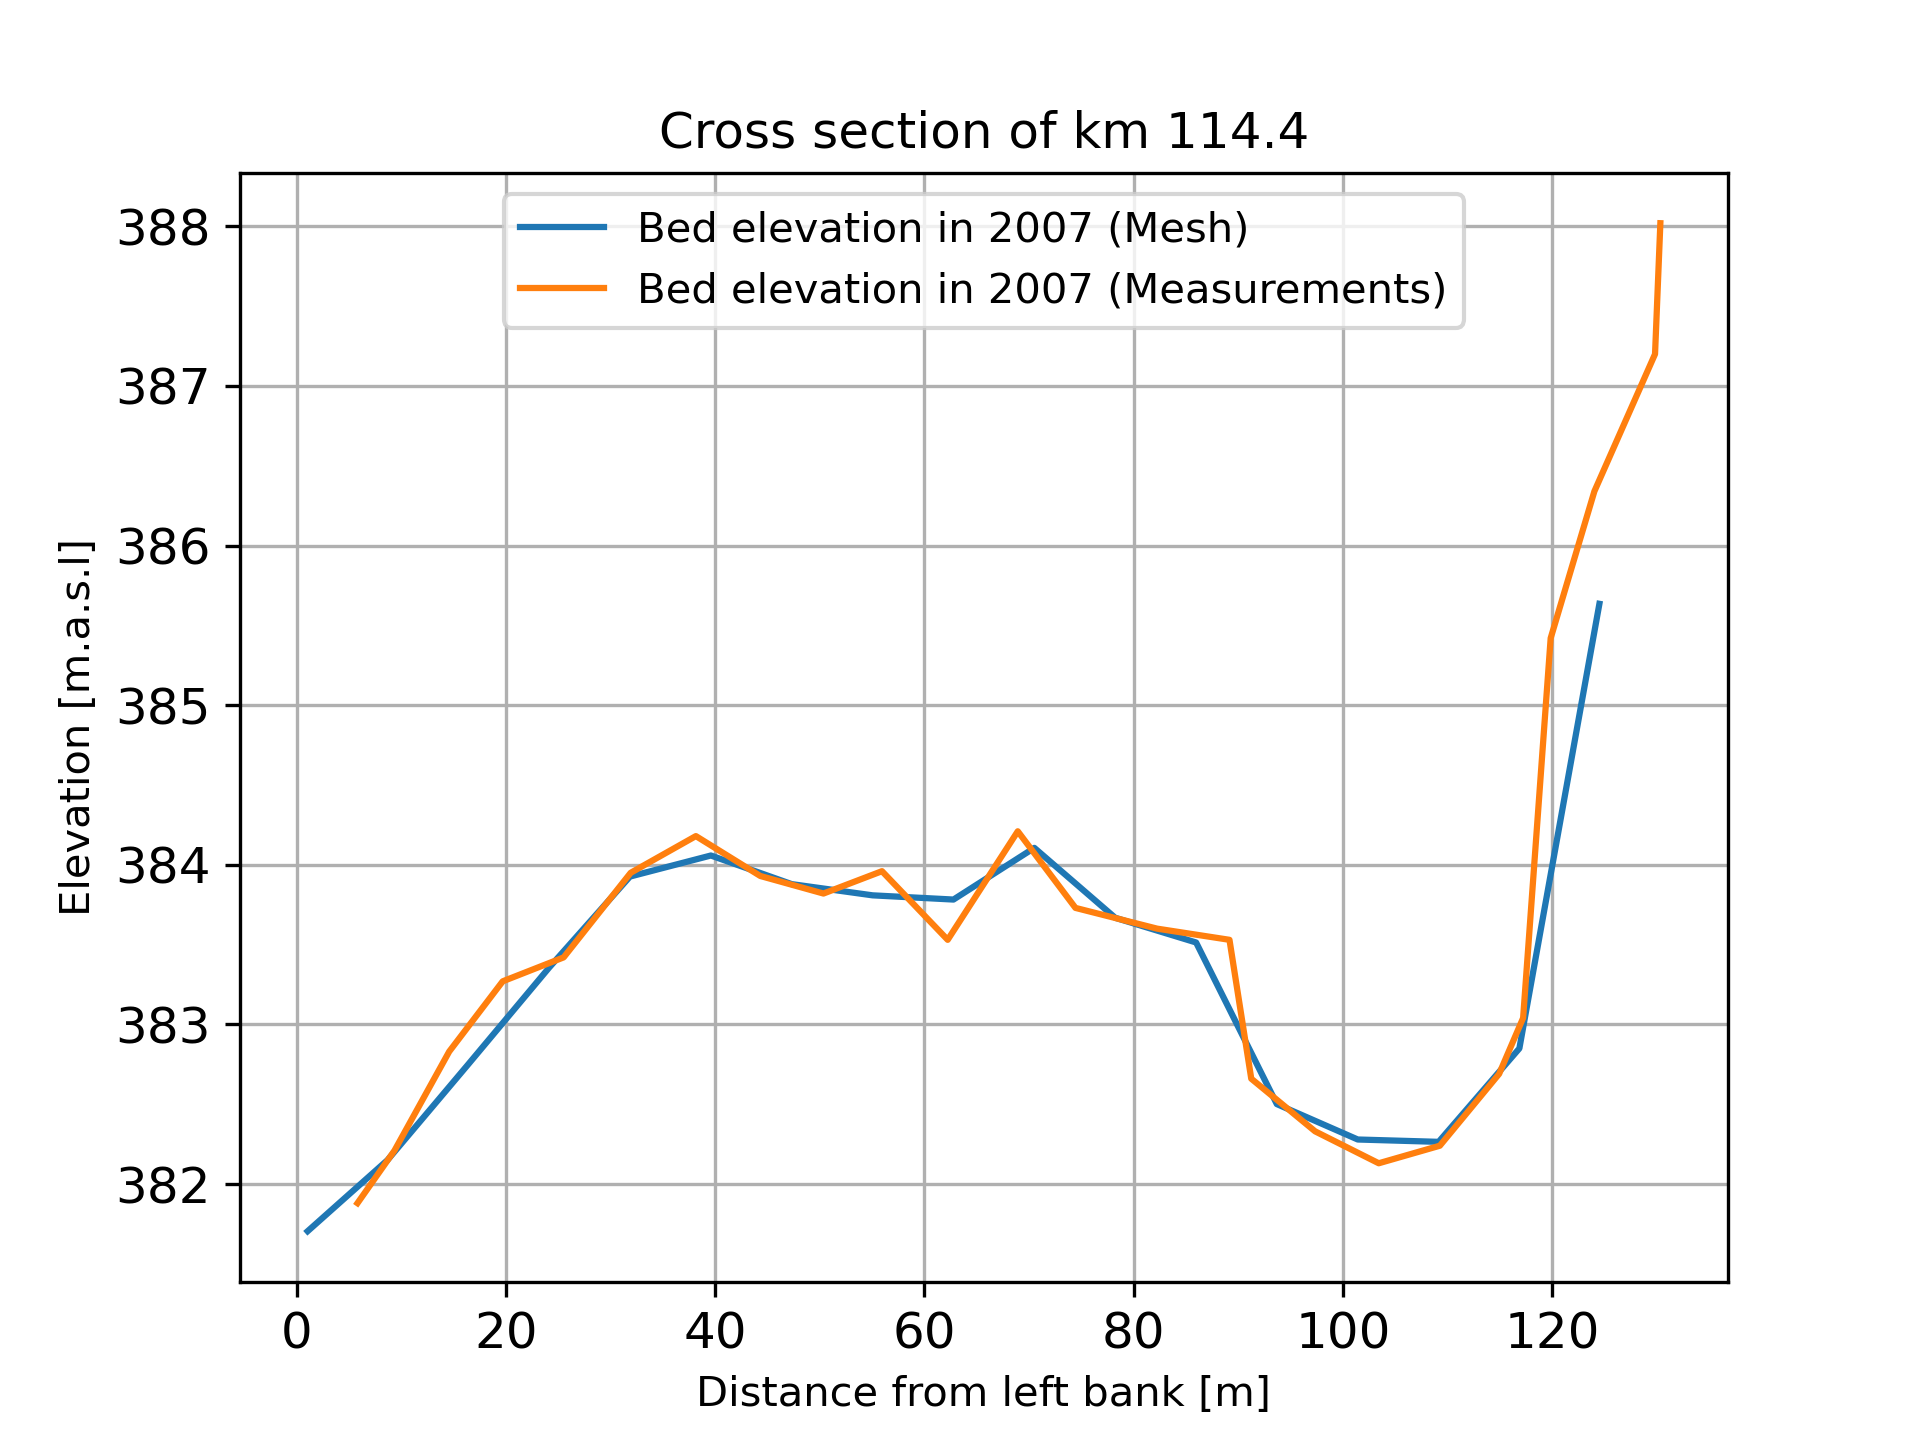 Cross section of km 114.4
Bed elevation in 2007 (Mesh)
Bed elevation in 2007 (Measurements)
Elevation [m.a.s.l]
388
387
386
385
384
383
382
0 20 40 60 80 100 120
Distance from left bank [m]